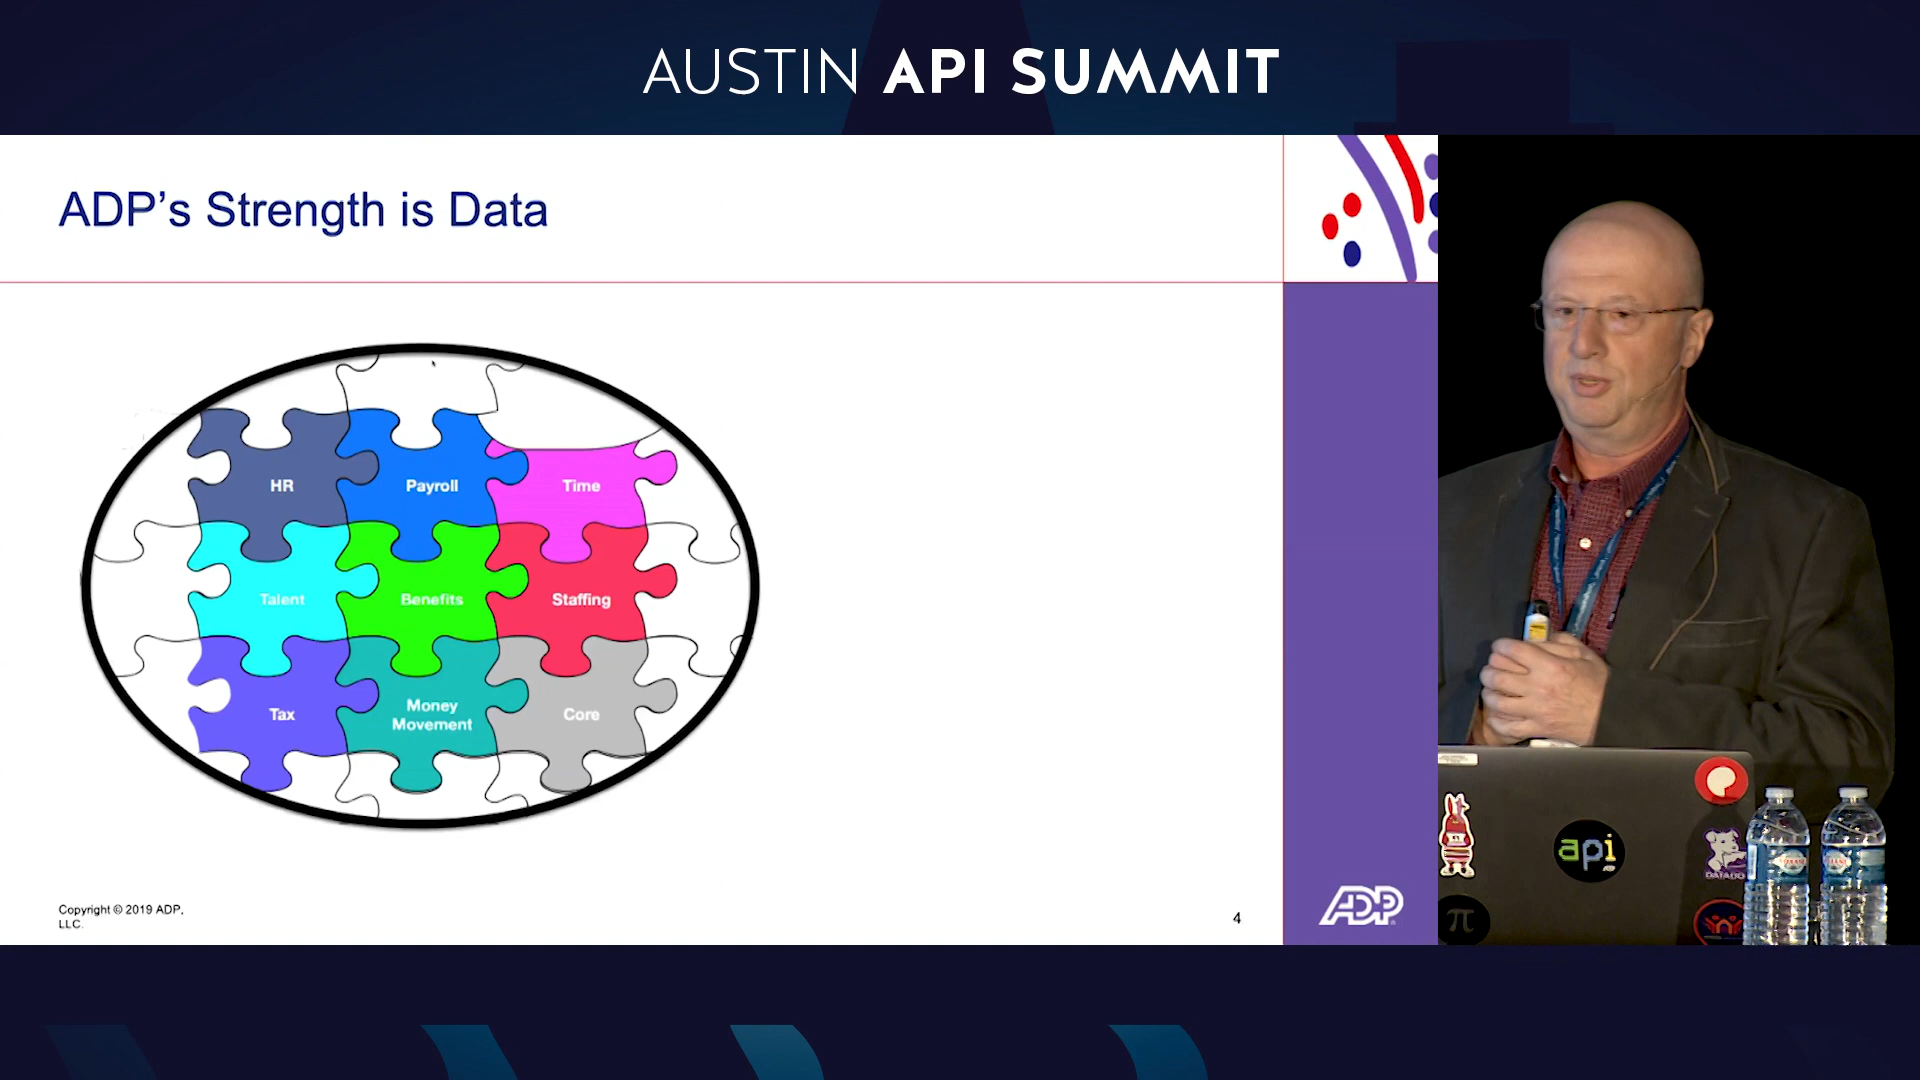 AUSTIN API SUMMIT
ADP’s Strength is Data
HR
Payroll
Time
Talent
Benefits
Staffing
Tax
Money
Movement
Core
Copyright © 2019 ADP,
LLC.
4
ADP
api
π